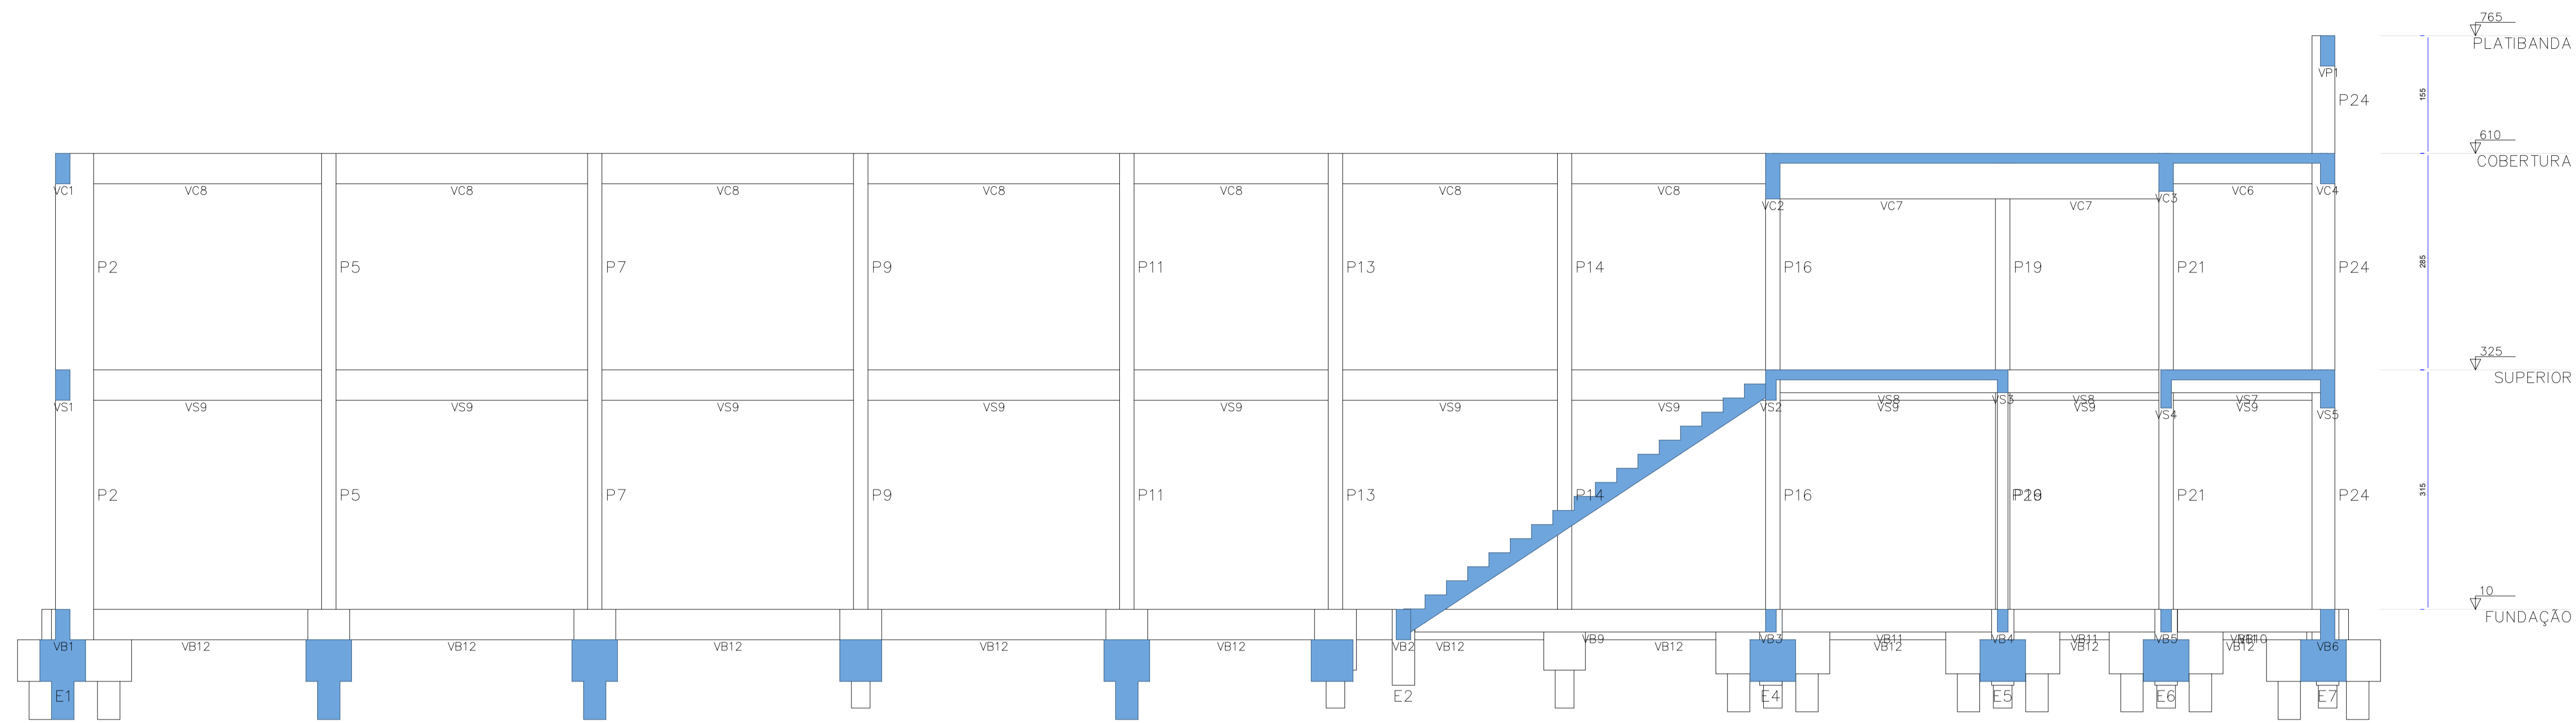 765
PLATIBANDA
VP1
P24
155
610
COBERTURA
VC1
VC8
VC8
VC8
VC8
VC8
VC8
VC8
VC2
VC7
VC7
VC3
VC6
VC4
P2
P5
P7
P9
P11
P13
P14
P16
P19
P21
P24
285
325
SUPERIOR
VS1
VS9
VS9
VS9
VS9
VS9
VS9
VS9
VS2
VS8
VS9
VS3
VS8
VS9
VS4
VS7
VS9
VS5
P2
P5
P7
P9
P11
P13
P14
P16
P21
P24
315
10
FUNDAÇÃO
VB1
VB12
VB12
VB12
VB12
VB12
VB2
VB12
VB9
VB12
VB3
VB11
VB12
VB4
VB11
VB12
VB5
VB10
VB12
VB6
E1
E2
E4
E5
E6
E7